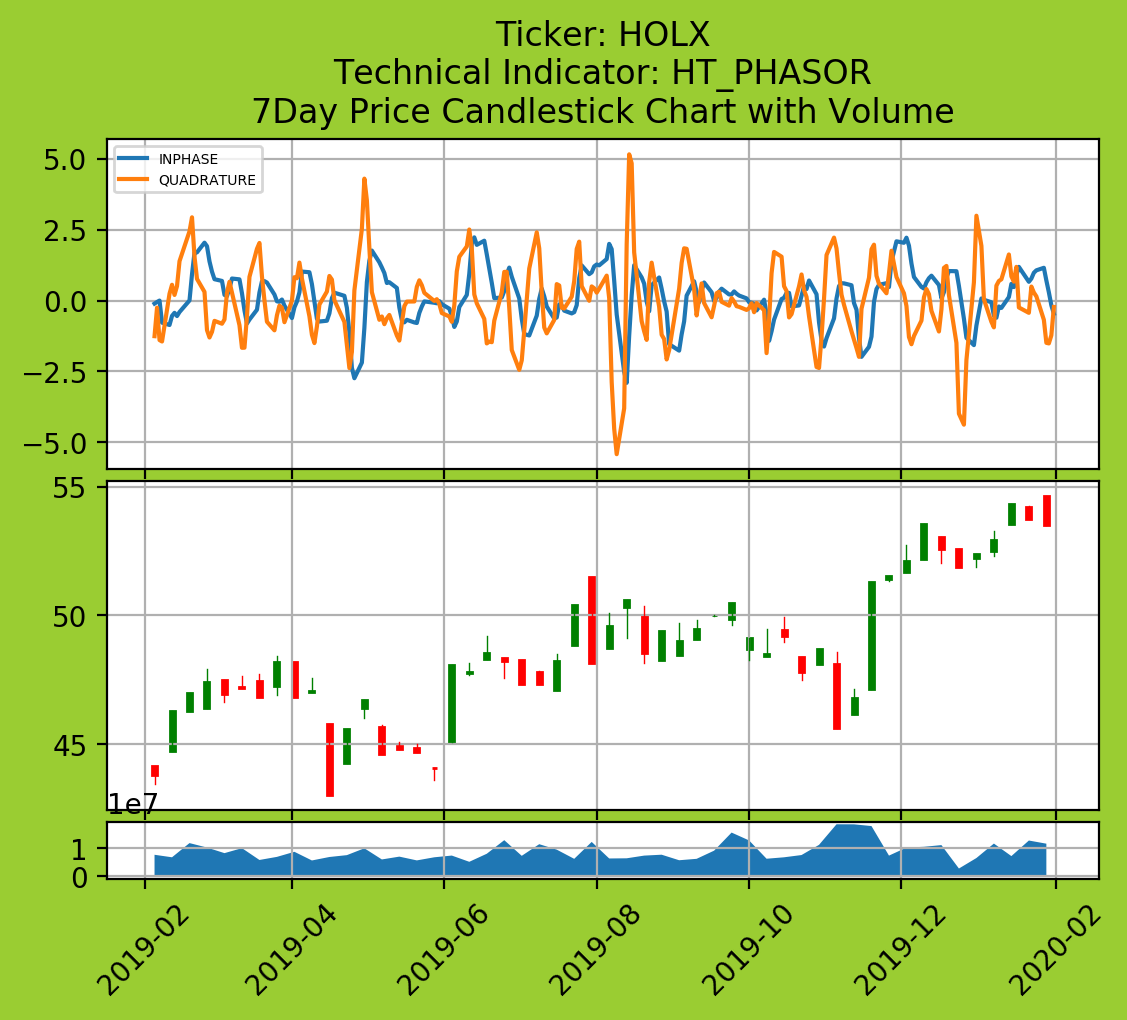 Ticker: HOLX
Technical Indicator: HT_PHASOR
7Day Price Candlestick Chart with Volume
INPHASE
QUADRATURE
5.0
2.5
0.0
−2.5
−5.0
55
50
45
1e7
1
0
2019-02
2019-04
2019-06
2019-08
2019-10
2019-12
2020-02